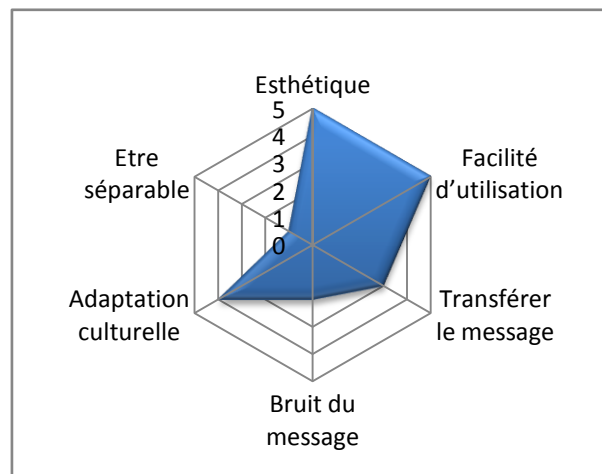 Esthétique
5
4
3
2
1
0
Facilité
d’utilisation
Transférer
le message
Bruit du
message
Adaptation
culturelle
Etre
séparable